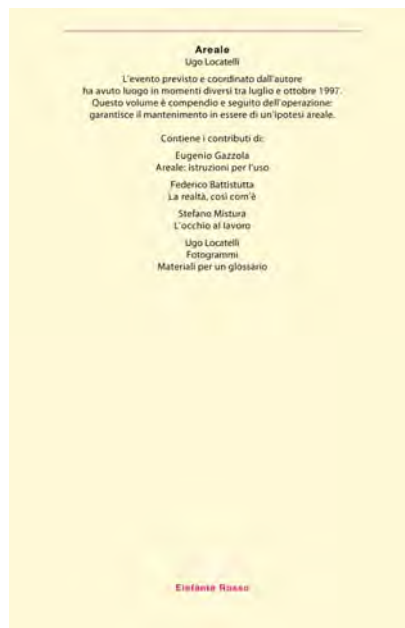 Areale
Ugo Locatelli
L'evento previsto e coordinato dall'autore
ha avuto luogo in momenti diversi tra luglio e ottobre 1997.
Questo volume è compendio e seguito dell'operazione:
garantisce il mantenimento in essere di un'ipotesi areale.
Contiene i contributi di:
Eugenio Gazzola
Areale: istruzioni per l'uso
Federico Battistutta
La realtà, così com'è
Stefano Mistura
L'occhio al lavoro
Ugo Locatelli
Fotogrammi
Materiali per un glossario
Elefante Rosso